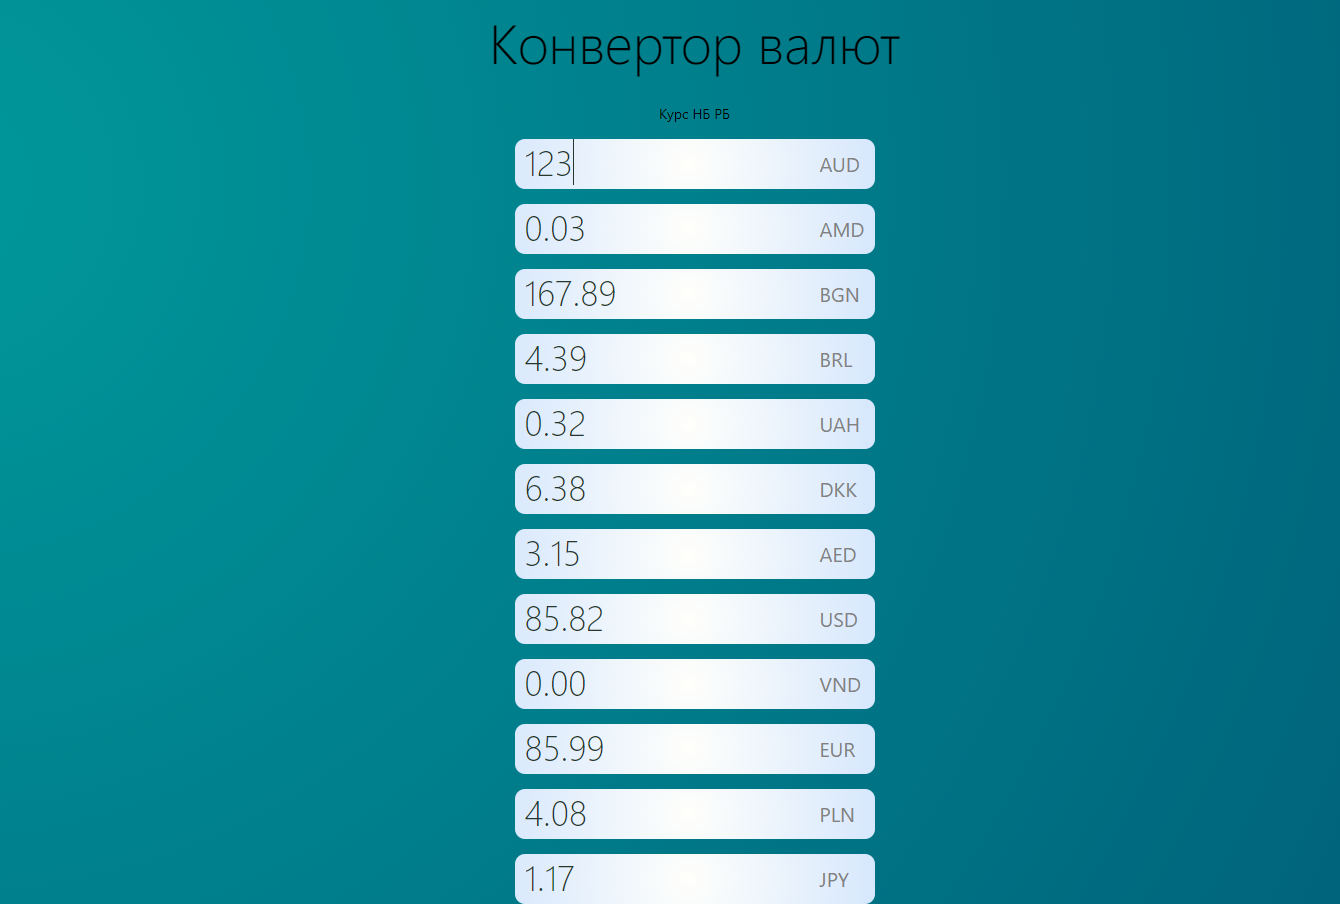 Конвертор валют
Курс НБ РБ
123 AUD
0.03 AMD
167.89 BGN
4.39 BRL
0.32 UAH
6.38 DKK
3.15 AED
85.82 USD
0.00 VND
85.99 EUR
4.08 PLN
1.17 JPY